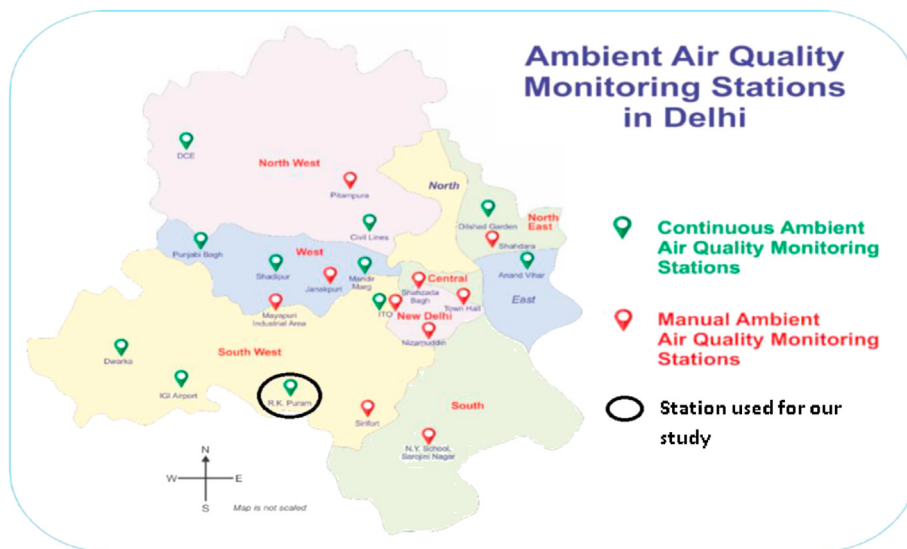 Ambient Air Quality
Monitoring Stations
in Delhi
DCE
North West
Pitampura
North
Civil Lines
Dilshad Garden
North
East
Shahdara
Punjabi Bagh
West
Shadipur
Janakpuri
Mandir
Marg
Anand Vihar
East
Central
Shahzada
Bagh
Town Hall
Mayapuri
Industrial Area
ITO
New Delhi
Nizamuddin
South West
Dwarka
IGI Airport
R.K. Puram
Sirifort
South
N.Y. School,
Sarojini Nagar
N
W
E
S
Map is not scaled
Continuous Ambient
Air Quality Monitoring
Stations
Manual Ambient
Air Quality Monitoring
Stations
Station used for our
study